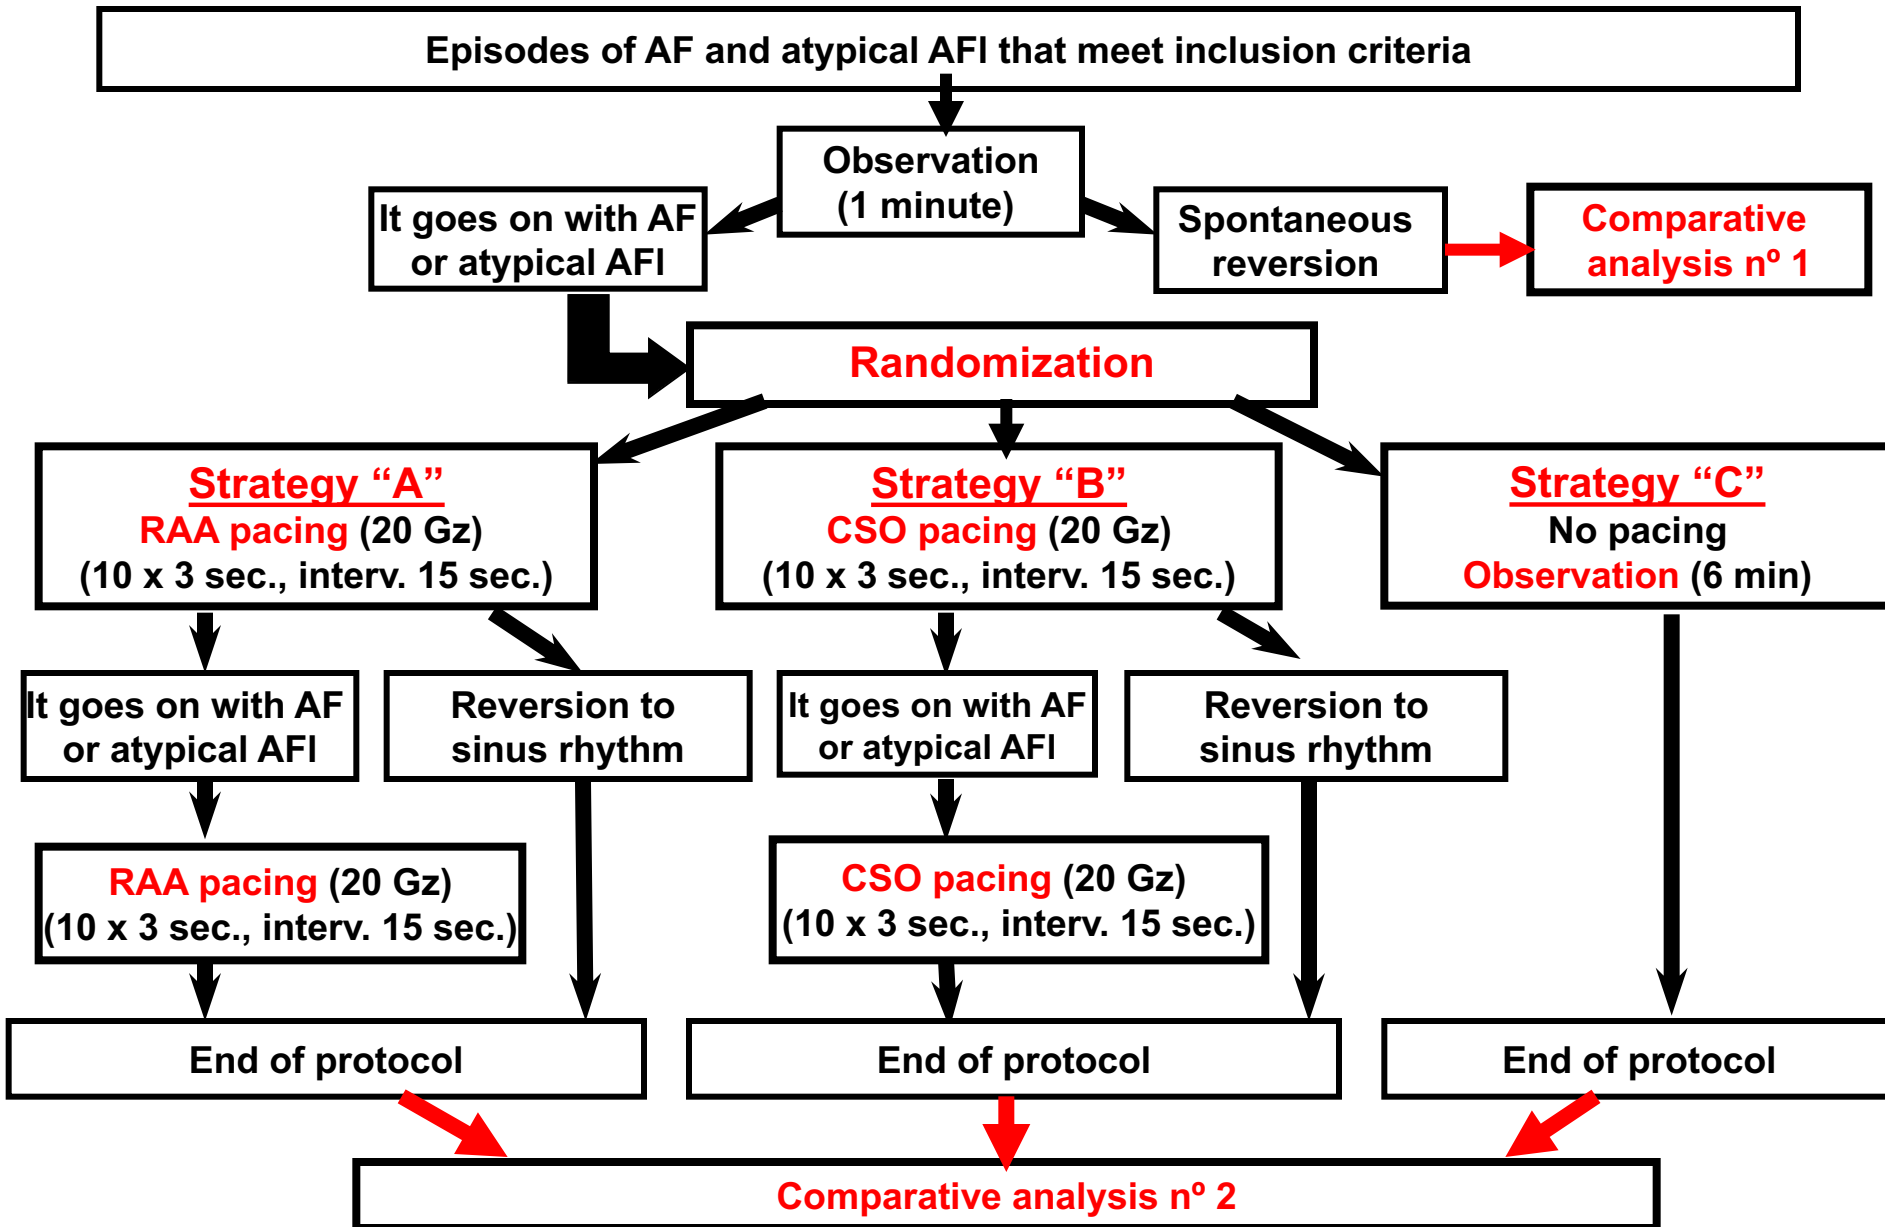 Episodes of AF and atypical AFl that meet inclusion criteria
Observation
(1 minute)
It goes on with AF
or atypical AFl
Spontaneous
reversion
Comparative
analysis nº 1
Randomization
Strategy “A”
RAA pacing (20 Gz)
(10 x 3 sec., interv. 15 sec.)
Strategy “B”
CSO pacing (20 Gz)
(10 x 3 sec., interv. 15 sec.)
Strategy “C”
No pacing
Observation (6 min)
It goes on with AF
or atypical AFl
Reversion to
sinus rhythm
It goes on with AF
or atypical AFl
Reversion to
sinus rhythm
RAA pacing (20 Gz)
(10 x 3 sec., interv. 15 sec.)
CSO pacing (20 Gz)
(10 x 3 sec., interv. 15 sec.)
End of protocol
End of protocol
End of protocol
Comparative analysis nº 2